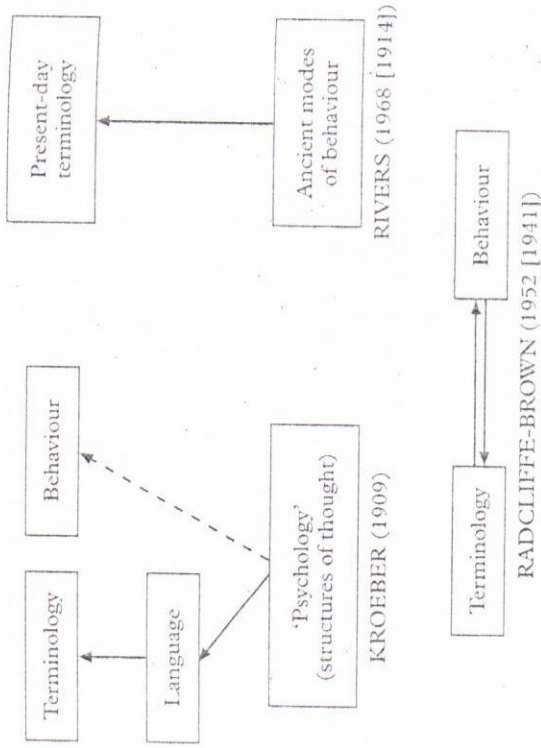 Terminology
Behaviour
Language
'Psychology'
(structures of thought)
KROEBER (1909)
Present-day
terminology
Ancient modes
of behaviour
RIVERS (1968 [1914])
Terminology
Behaviour
RADCLIFFE-BROWN (1952 [1941])